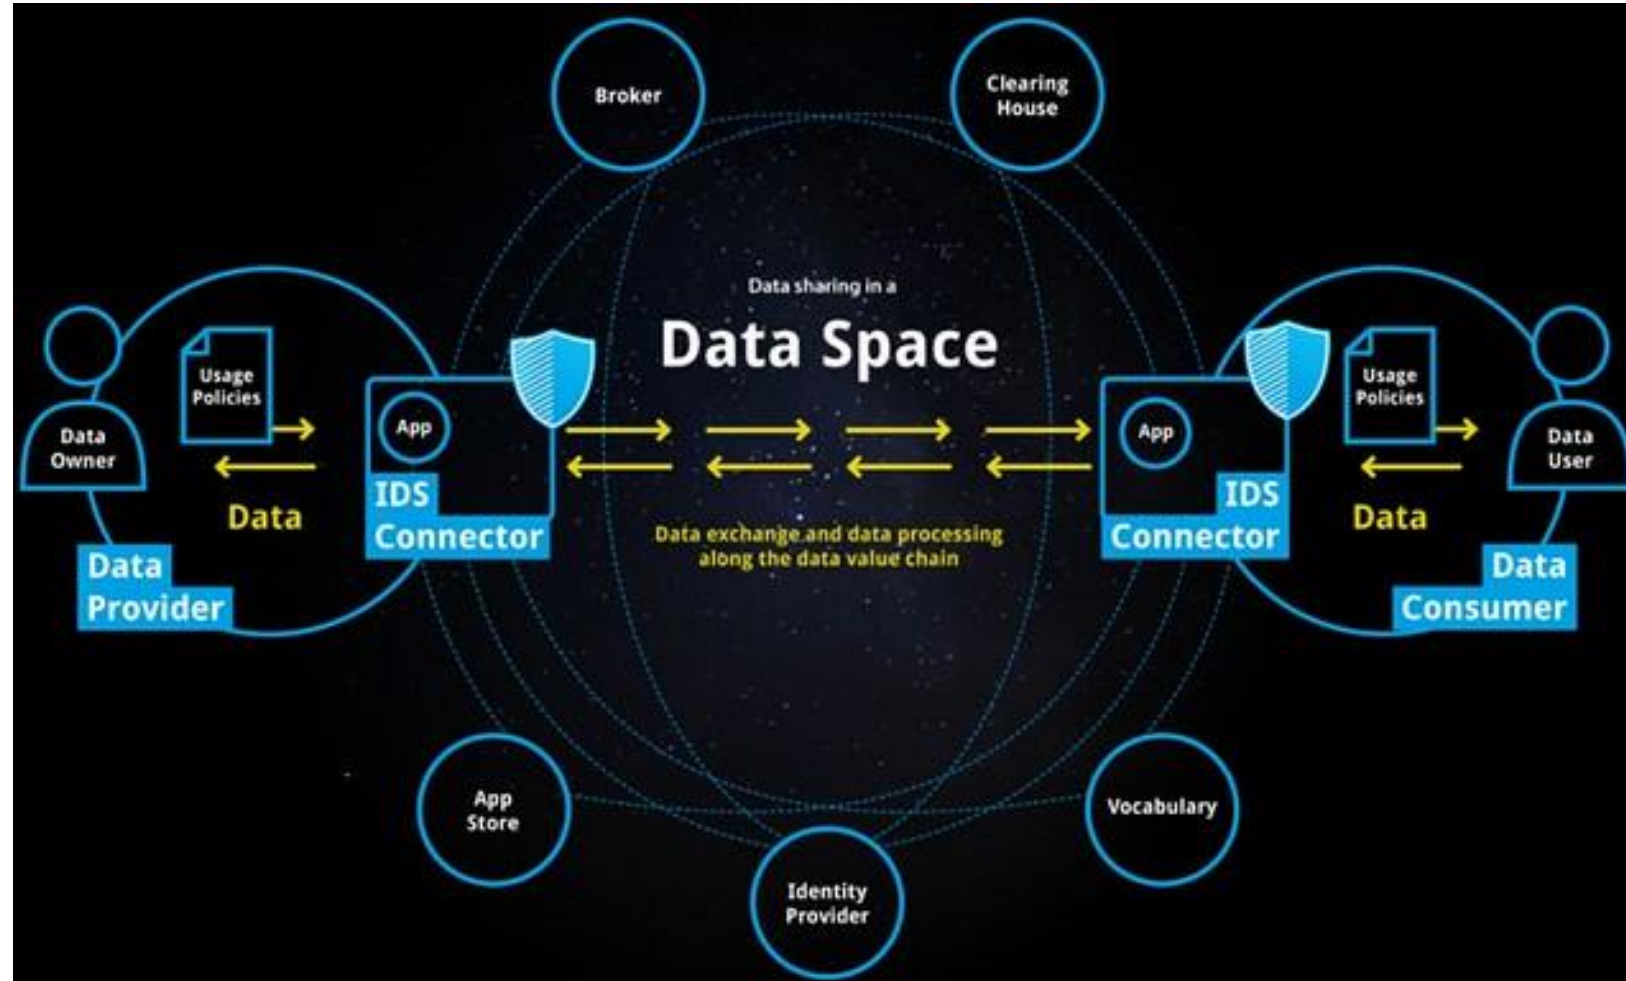 Broker
Clearing
House
Data sharing in a
Data Space
Data
Owner
Usage
Policies
Data
Data
Provider
App
IDS
Connector
Data exchange and data processing
along the data value chain
App
IDS
Connector
Usage
Policies
Data
Data
User
Data
Consumer
App
Store
Identity
Provider
Vocabulary